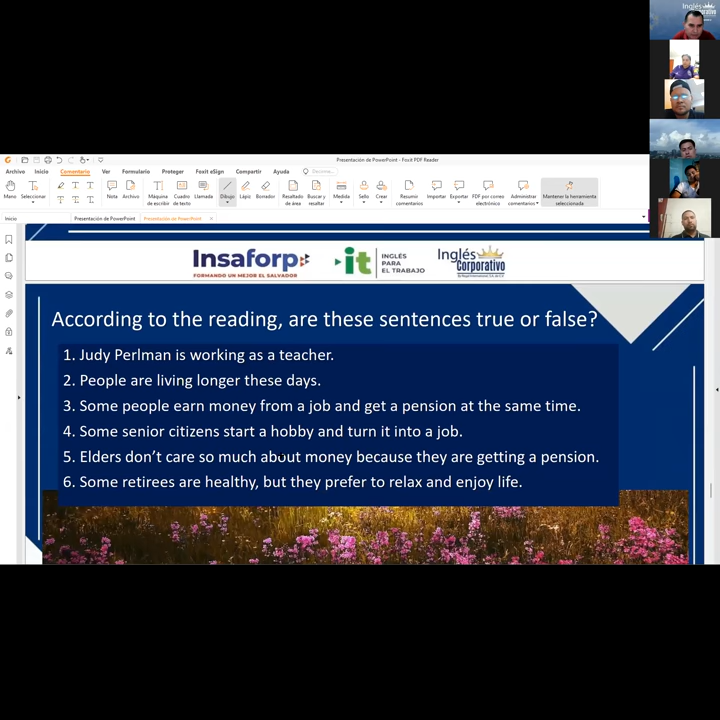 Inglés
Corporativo
Presentación de PowerPoint - Foxit PDF Reader
Archivo Inicio Comentario Ver Formulario Proteger Foxit eSign Compartir Ayuda
Mano Seleccionar Nota Archivo Máquina de escribir Cuadro de texto Llamada Dibujo Lápiz Borrador Resaltado de área Buscar y resaltar Medida Sello Crear Resumir comentarios Importar Exportar PDF por correo electrónico Administrar comentarios Mantener la herramienta seleccionada
Inicio Presentación de PowerPoint Presentación de PowerPoint
Insaforp
FORMANDO UN MEJOR EL SALVADOR
it
INGLÉS
PARA
EL TRABAJO
Inglés
Corporativo
According to the reading, are these sentences true or false?
1. Judy Perlman is working as a teacher.
2. People are living longer these days.
3. Some people earn money from a job and get a pension at the same time.
4. Some senior citizens start a hobby and turn it into a job.
5. Elders don’t care so much about money because they are getting a pension.
6. Some retirees are healthy, but they prefer to relax and enjoy life.